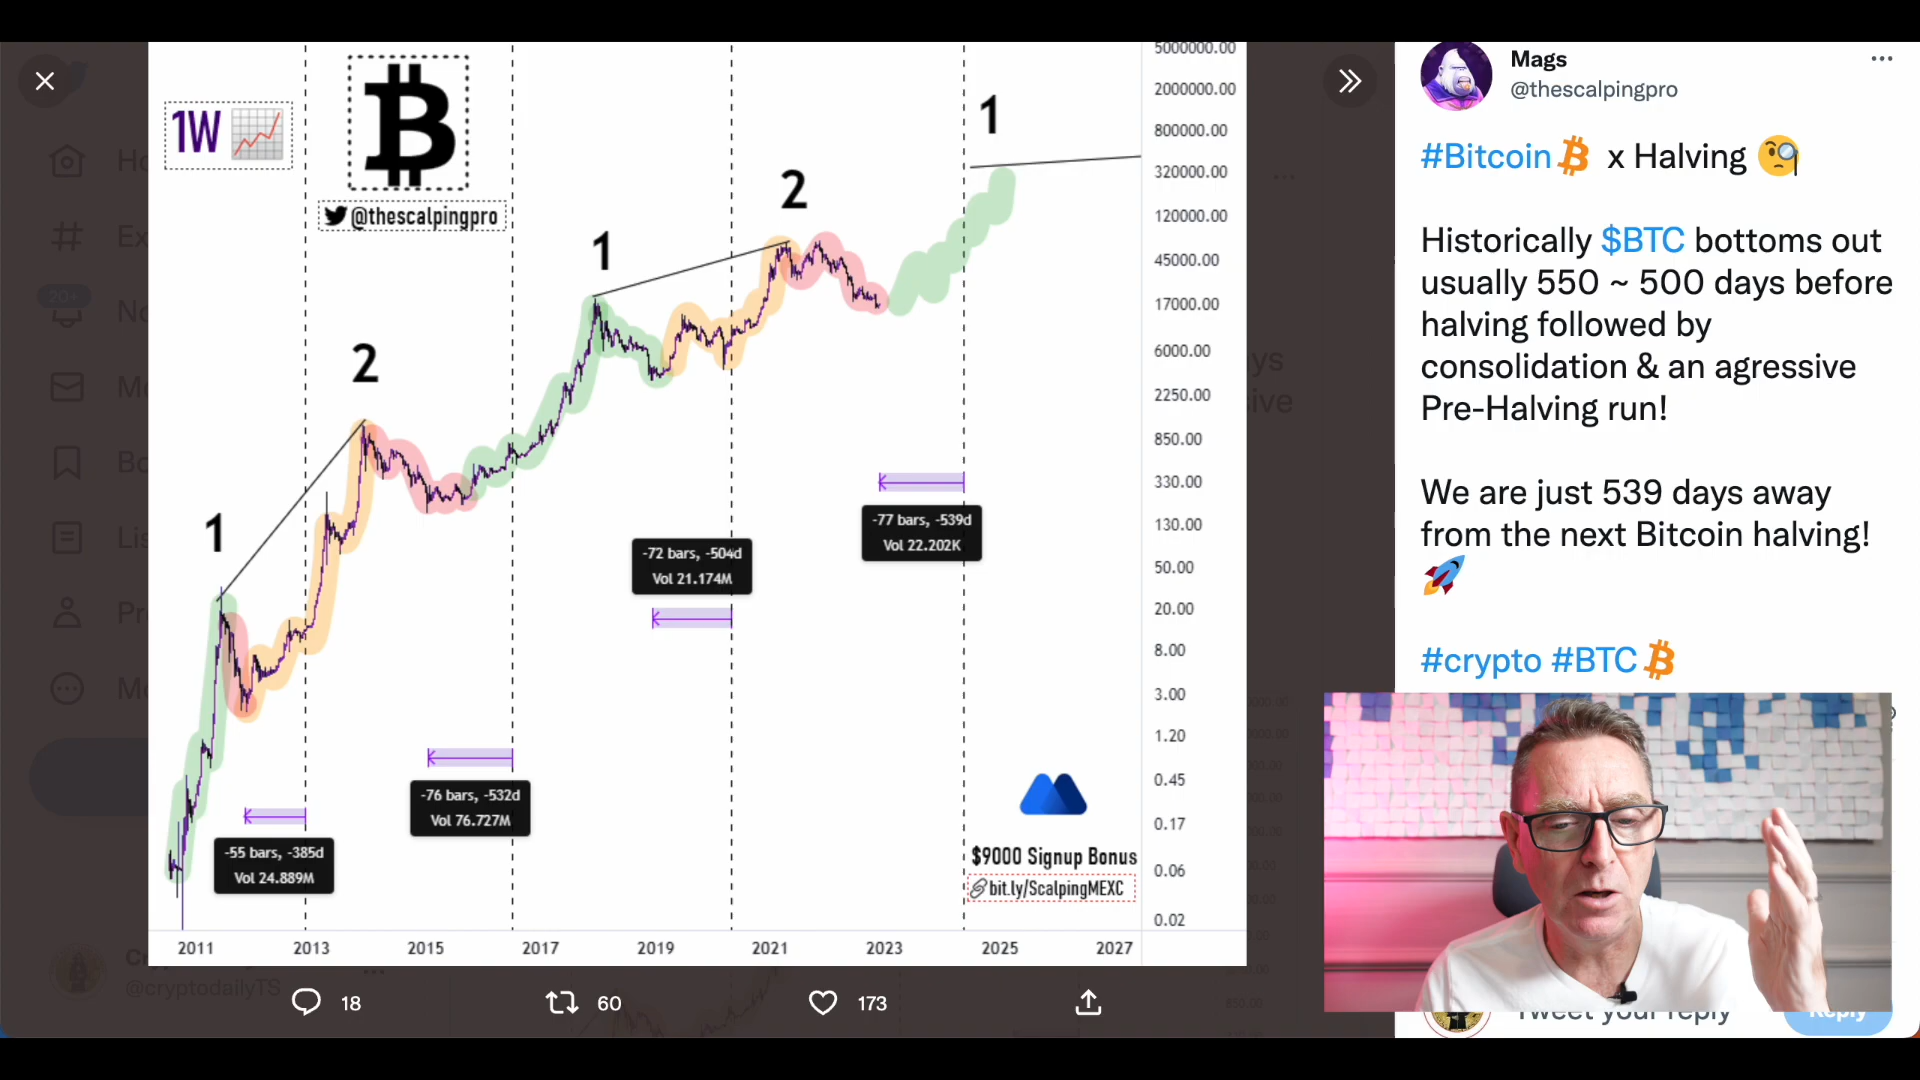 1W
@thescalpingpro
1
2
1
2
1
5000000.00
2000000.00
800000.00
320000.00
120000.00
45000.00
17000.00
6000.00
2250.00
850.00
330.00
130.00
50.00
20.00
8.00
3.00
1.20
0.45
0.17
0.06
0.02
-77 bars, -539d
Vol 22.202K
-72 bars, -504d
Vol 21.174M
-76 bars, -532d
Vol 76.727M
-55 bars, -385d
Vol 24.889M
$9000 Signup Bonus
bit.ly/ScalpingMEXC
2011 2013 2015 2017 2019 2021 2023 2025 2027
18 60 173
Mags
@thescalpingpro
#Bitcoin x Halving
Historically $BTC bottoms out
usually 550 ~ 500 days before
halving followed by
consolidation & an agressive
Pre-Halving run!
We are just 539 days away
from the next Bitcoin halving!
#crypto #BTC
Tweet your reply
Reply
20+
@cryptodailyTS